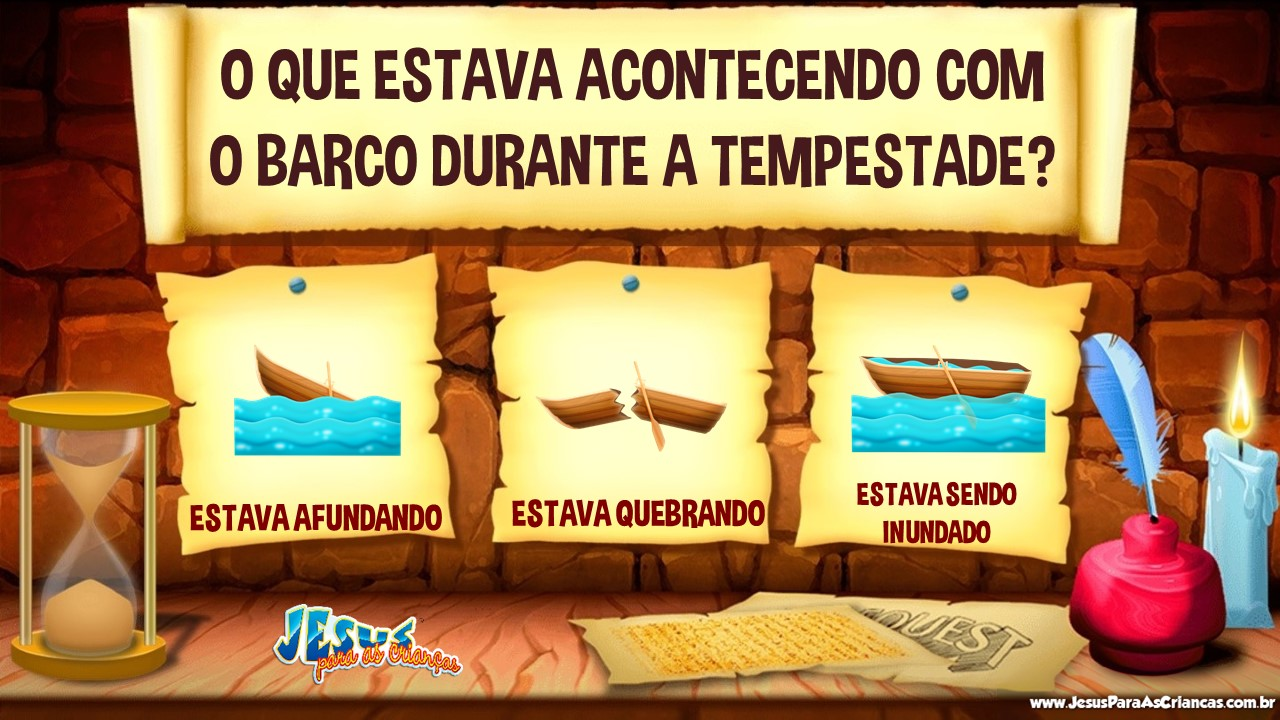 O QUE ESTAVA ACONTECENDO COM
O BARCO DURANTE A TEMPESTADE?
ESTAVA AFUNDANDO
ESTAVA QUEBRANDO
ESTAVA SENDO
INUNDADO
JESUS
para as crianças
QUEST
www.JesusParaAsCriancas.com.br